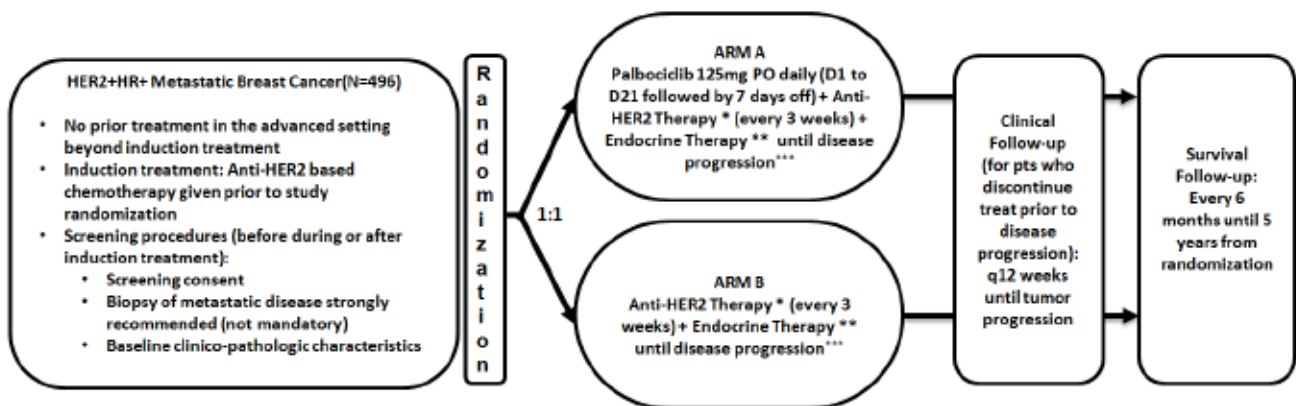 HER2+HR+ Metastatic Breast Cancer(N=496)
• No prior treatment in the advanced setting
beyond induction treatment
• Induction treatment: Anti-HER2 based
chemotherapy given prior to study
randomization
• Screening procedures (before during or after
induction treatment):
• Screening consent
• Biopsy of metastatic disease strongly
recommended (not mandatory)
• Baseline clinico-pathologic characteristics
Randomization
1:1
ARM A
Palbociclib 125mg PO daily (D1 to
D21 followed by 7 days off) + Anti-
HER2 Therapy * (every 3 weeks) +
Endocrine Therapy ** until disease
progression***
ARM B
Anti-HER2 Therapy * (every 3
weeks) + Endocrine Therapy **
until disease progression***
Clinical
Follow-up
(for pts who
discontinue
treat prior to
disease
progression):
q12 weeks
until tumor
progression
Survival
Follow-up:
Every 6
months until 5
years from
randomization